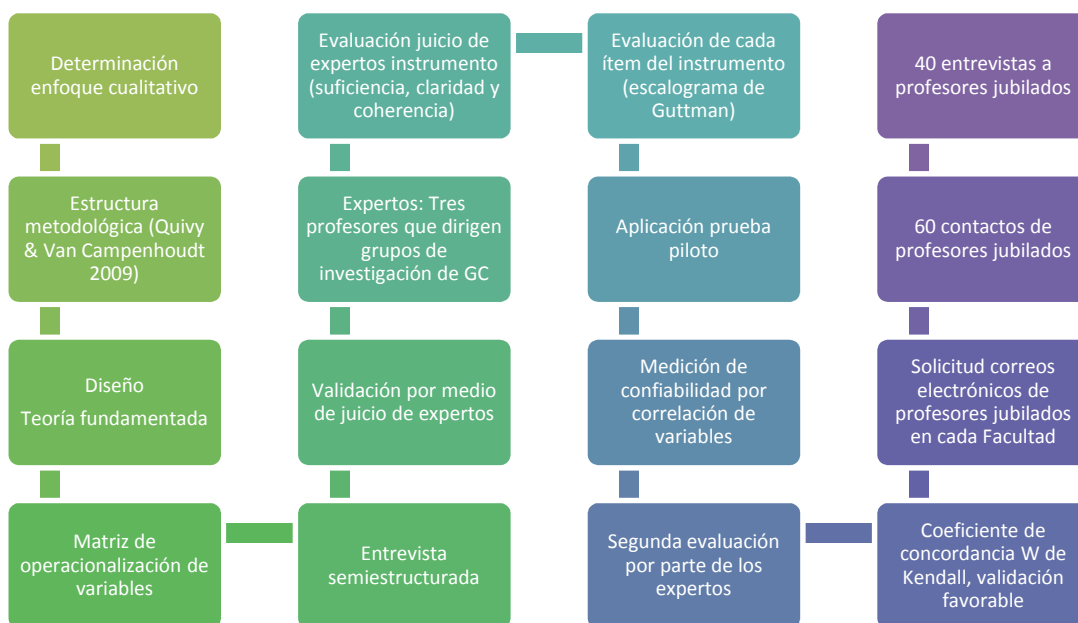 Determinación
enfoque cualitativo
Estructura
metodológica (Quivy
& Van Campenhoudt
2009)
Diseño
Teoría fundamentada
Matriz de
operacionalización de
variables
Entrevista
semiestructurada
Validación por medio
de juicio de expertos
Expertos: Tres
profesores que dirigen
grupos de
investigación de GC
Evaluación juicio de
expertos instrumento
(suficiencia, claridad y
coherencia)
Evaluación de cada
ítem del instrumento
(escalograma de
Guttman)
Aplicación prueba
piloto
Medición de
confiabilidad por
correlación de
variables
Segunda evaluación
por parte de los
expertos
Coeficiente de
concordancia W de
Kendall, validación
favorable
Solicitud correos
electrónicos de
profesores jubilados
en cada Facultad
60 contactos de
profesores jubilados
40 entrevistas a
profesores jubilados